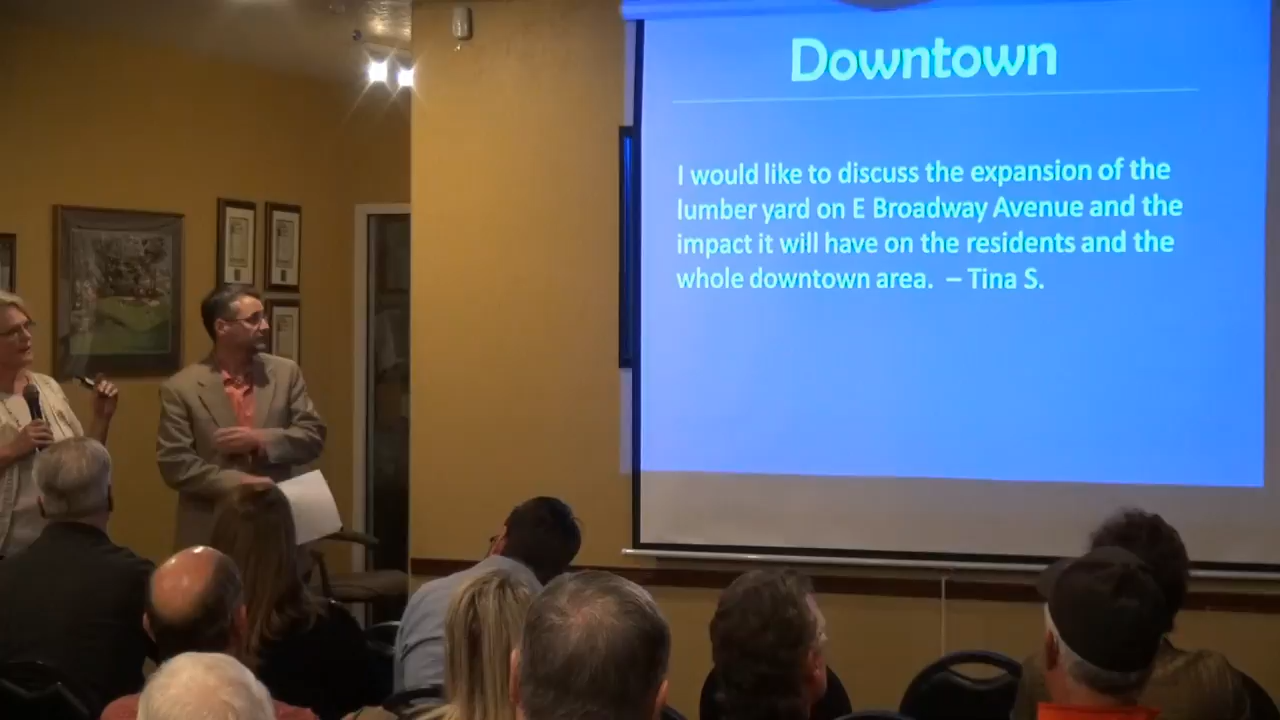 Downtown
I would like to discuss the expansion of the
lumber yard on E Broadway Avenue and the
impact it will have on the residents and the
whole downtown area. – Tina S.